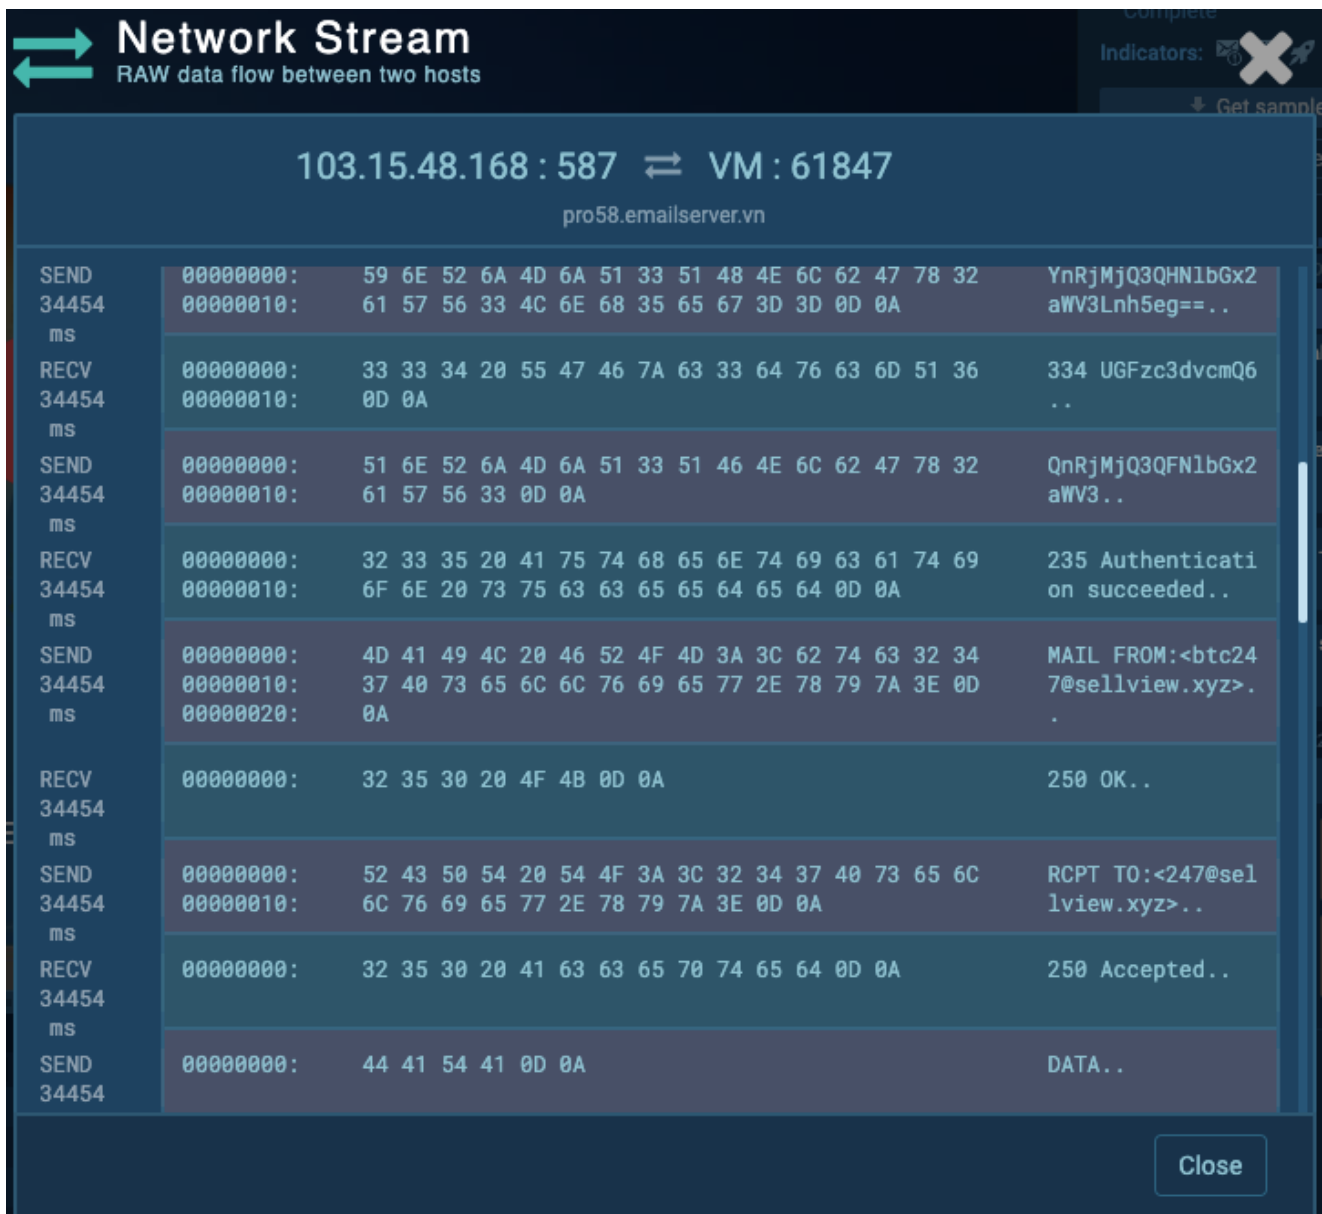 Complete
Network Stream
RAW data flow between two hosts
Indicators:
Get sample
103.15.48.168 : 587 VM : 61847
pro58.emailserver.vn
SEND 00000000: 59 6E 52 6A 4D 6A 51 33 51 48 4E 6C 62 47 78 32 YnRjMjQ3QHNlbGx2
34454 00000010: 61 57 56 33 4C 6E 68 35 65 67 3D 3D 0D 0A aWV3Lnh5eg==..
ms
RECV 00000000: 33 33 34 20 55 47 46 7A 63 33 64 76 63 6D 51 36 334 UGFzc3dvcmQ6
34454 00000010: 0D 0A ..
ms
SEND 00000000: 51 6E 52 6A 4D 6A 51 33 51 46 4E 6C 62 47 78 32 QnRjMjQ3QFNlbGx2
34454 00000010: 61 57 56 33 0D 0A aWV3..
ms
RECV 00000000: 32 33 35 20 41 75 74 68 65 6E 74 69 63 61 74 69 235 Authenticati
34454 00000010: 6F 6E 20 73 75 63 63 65 65 64 65 64 0D 0A on succeeded..
ms
SEND 00000000: 4D 41 49 4C 20 46 52 4F 4D 3A 3C 62 74 63 32 34 MAIL FROM:<btc24
34454 00000010: 37 40 73 65 6C 6C 76 69 65 77 2E 78 79 7A 3E 0D 7@sellview.xyz>.
ms 00000020: 0A .
RECV 00000000: 32 35 30 20 4F 4B 0D 0A 250 OK..
34454
ms
SEND 00000000: 52 43 50 54 20 54 4F 3A 3C 32 34 37 40 73 65 6C RCPT TO:<247@sel
34454 00000010: 6C 76 69 65 77 2E 78 79 7A 3E 0D 0A lview.xyz>..
ms
RECV 00000000: 32 35 30 20 41 63 63 65 70 74 65 64 0D 0A 250 Accepted..
34454
ms
SEND 00000000: 44 41 54 41 0D 0A DATA..
34454
Close